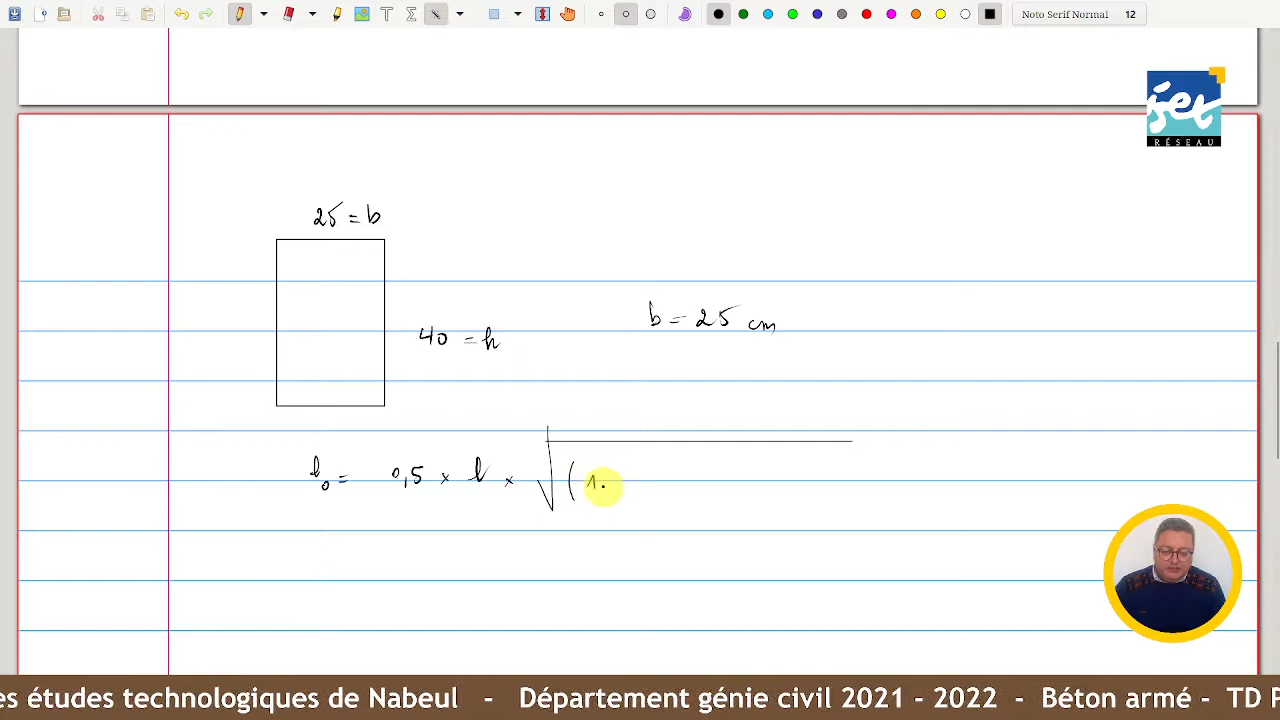 Noto Serif Normal 12
iset
RÉSEAU
25 = b
40 = h
b = 25 cm
l₀ = 0,5 × l × √( 1.
es études technologiques de Nabeul - Département génie civil 2021 - 2022 - Béton armé - TD P